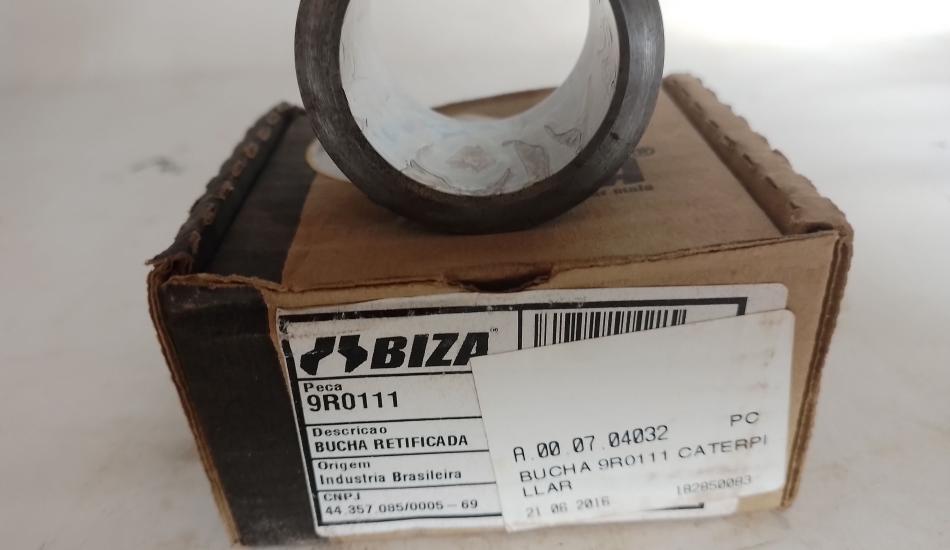 BIZA
Peca
9R0111
Descricao
BUCHA RETIFICADA
Origem
Industria Brasileira
CNPJ
44.357.085/0005-69
A.00.07.04032 PC
BUCHA 9R0111 CATERPI
LLAR
21 06 2016 182850083